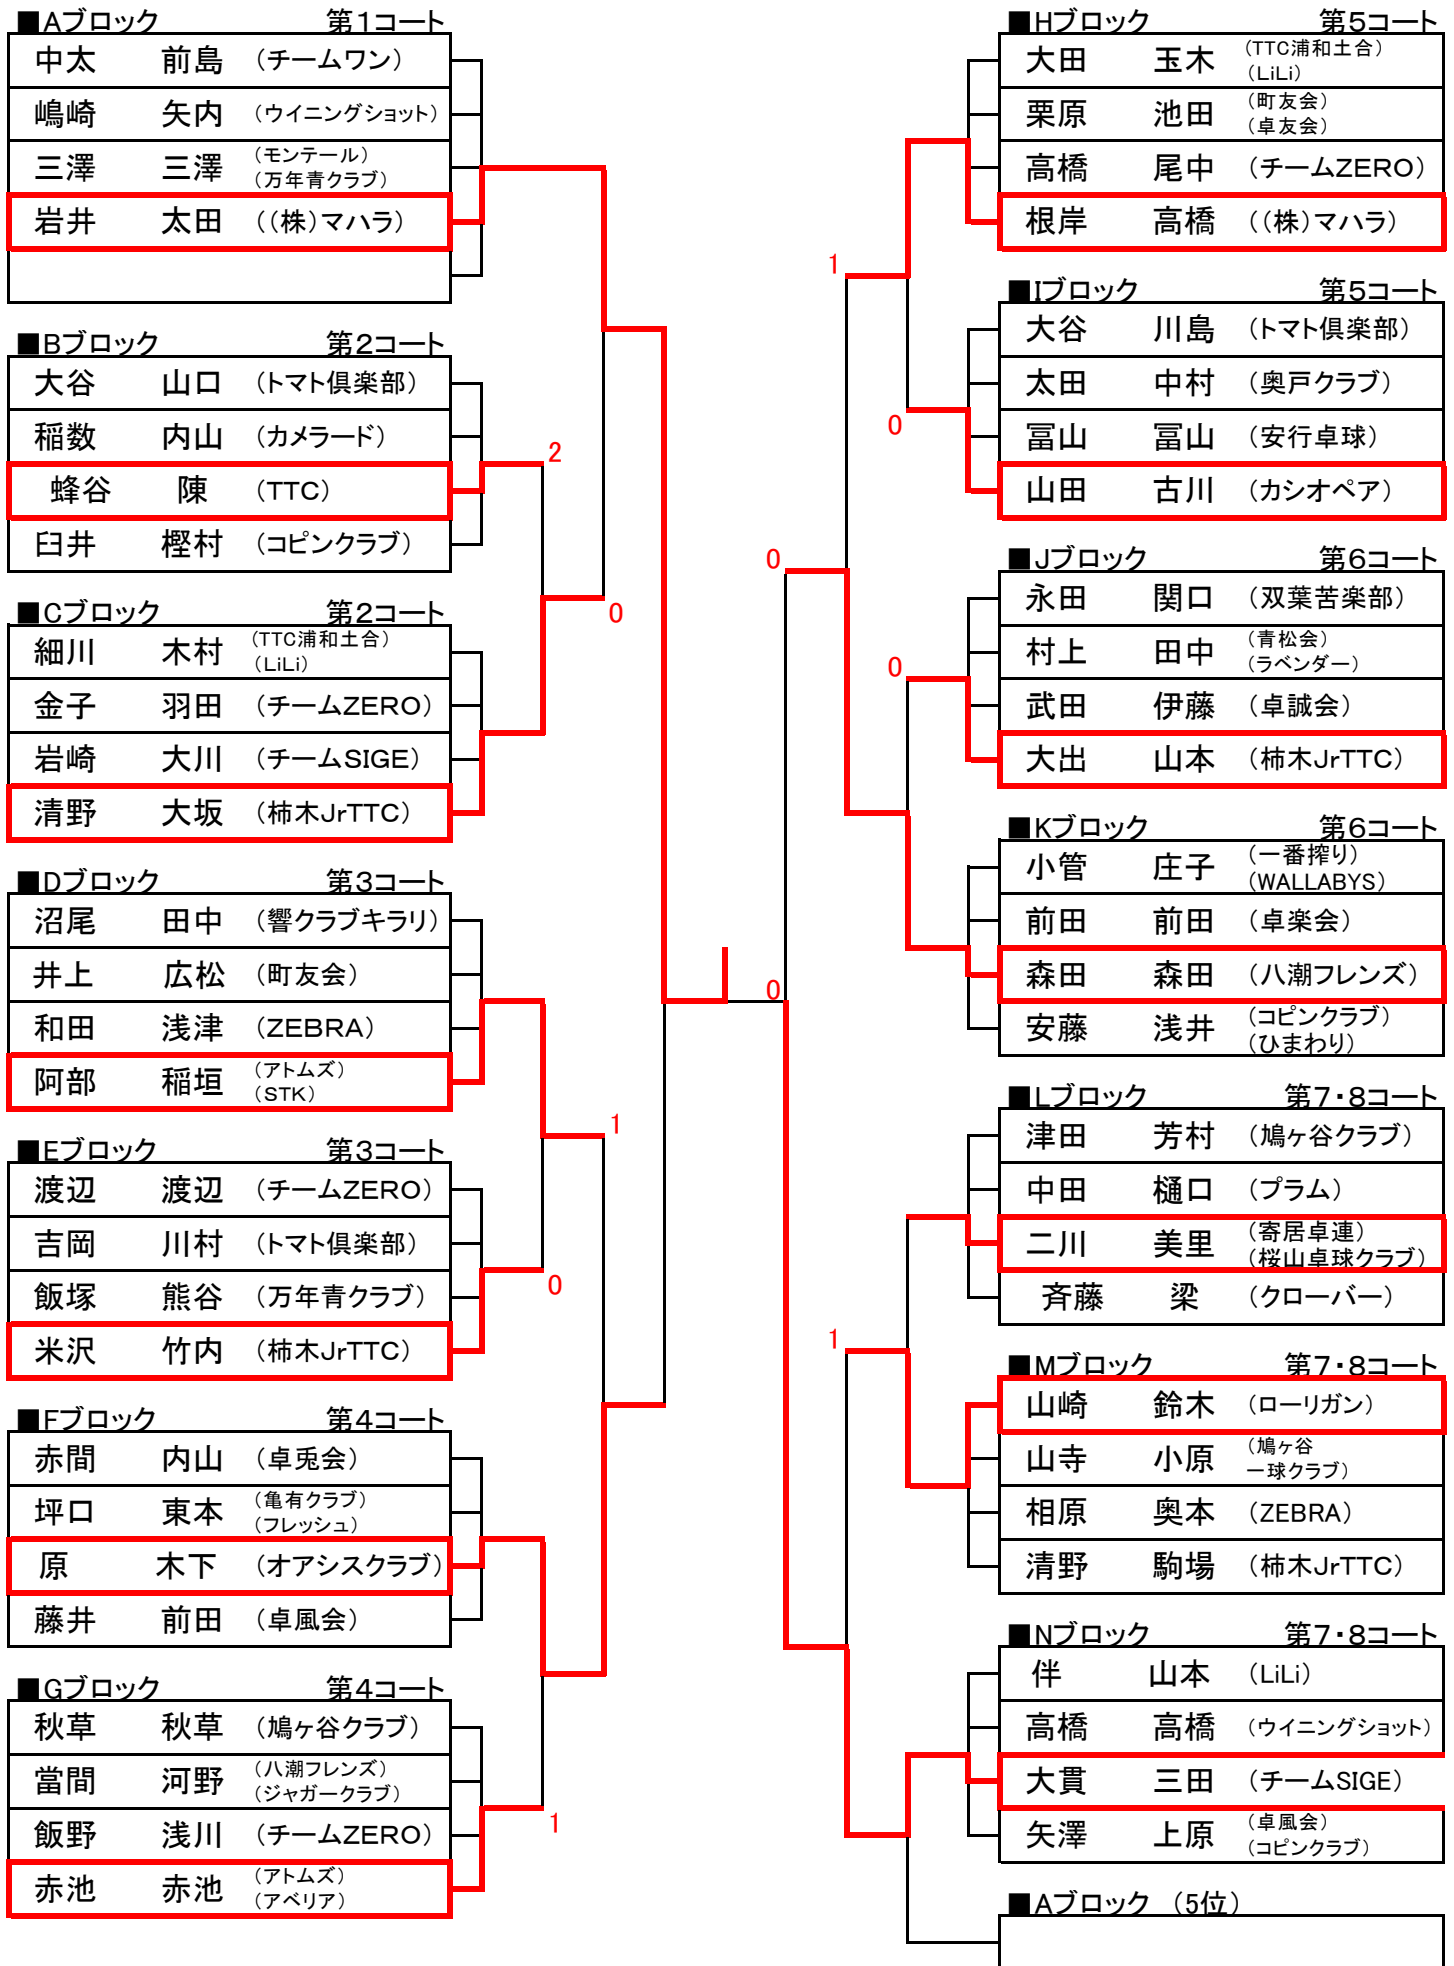 ■Aブロック 第1コート
中太 前島 （チームワン）
嶋崎 矢内 （ウイニングショット）
三澤 三澤 （モンテール）
（万年青クラブ）
岩井 太田 （（株）マハラ）
■Bブロック 第2コート
大谷 山口 （トマト倶楽部）
稲数 内山 （カメラード）
蜂谷 陳 （TTC）
臼井 樫村 （コピンクラブ）
2
■Cブロック 第2コート
細川 木村 （TTC浦和土合）
（LiLi）
金子 羽田 （チームZERO）
岩崎 大川 （チームSIGE）
清野 大坂 （柿木JrTTC）
0
■Dブロック 第3コート
沼尾 田中 （響クラブキラリ）
井上 広松 （町友会）
和田 浅津 （ZEBRA）
阿部 稲垣 （アトムズ）
（STK）
1
■Eブロック 第3コート
渡辺 渡辺 （チームZERO）
吉岡 川村 （トマト倶楽部）
飯塚 熊谷 （万年青クラブ）
米沢 竹内 （柿木JrTTC）
0
■Fブロック 第4コート
赤間 内山 （卓兎会）
坪口 東本 （亀有クラブ）
（フレッシュ）
原 木下 （オアシスクラブ）
藤井 前田 （卓風会）
■Gブロック 第4コート
秋草 秋草 （鳩ヶ谷クラブ）
當間 河野 （八潮フレンズ）
（ジャガークラブ）
飯野 浅川 （チームZERO）
赤池 赤池 （アトムズ）
（アベリア）
1
■Hブロック 第5コート
大田 玉木 （TTC浦和土合）
（LiLi）
栗原 池田 （町友会）
（卓友会）
高橋 尾中 （チームZERO）
根岸 高橋 （（株）マハラ）
1
■Iブロック 第5コート
大谷 川島 （トマト倶楽部）
太田 中村 （奥戸クラブ）
冨山 冨山 （安行卓球）
山田 古川 （カシオペア）
0
0
■Jブロック 第6コート
永田 関口 （双葉苦楽部）
村上 田中 （青松会）
（ラベンダー）
武田 伊藤 （卓誠会）
大出 山本 （柿木JrTTC）
0
■Kブロック 第6コート
小管 庄子 （一番搾り）
（WALLABYS）
前田 前田 （卓楽会）
森田 森田 （八潮フレンズ）
安藤 浅井 （コピンクラブ）
（ひまわり）
0
■Lブロック 第7・8コート
津田 芳村 （鳩ヶ谷クラブ）
中田 樋口 （プラム）
二川 美里 （寄居卓連）
（桜山卓球クラブ）
斉藤 梁 （クローバー）
1
■Mブロック 第7・8コート
山崎 鈴木 （ローリガン）
山寺 小原 （鳩ヶ谷
一球クラブ）
相原 奥本 （ZEBRA）
清野 駒場 （柿木JrTTC）
■Nブロック 第7・8コート
伴 山本 （LiLi）
高橋 高橋 （ウイニングショット）
大貫 三田 （チームSIGE）
矢澤 上原 （卓風会）
（コピンクラブ）
■Aブロック （5位）